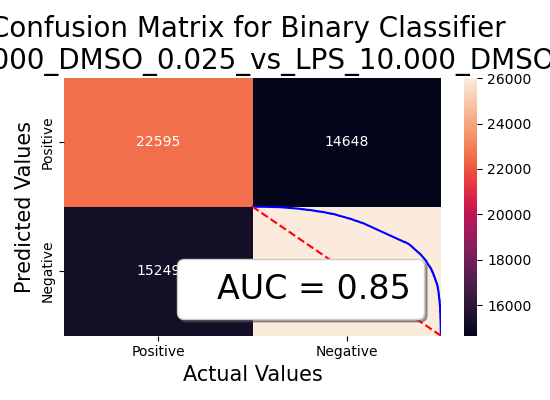 Confusion Matrix for Binary Classifier
000_DMSO_0.025_vs_LPS_10.000_DMSO
Predicted Values
Positive
Negative
22595
14648
15249
AUC = 0.85
Positive
Negative
Actual Values
26000
24000
22000
20000
18000
16000